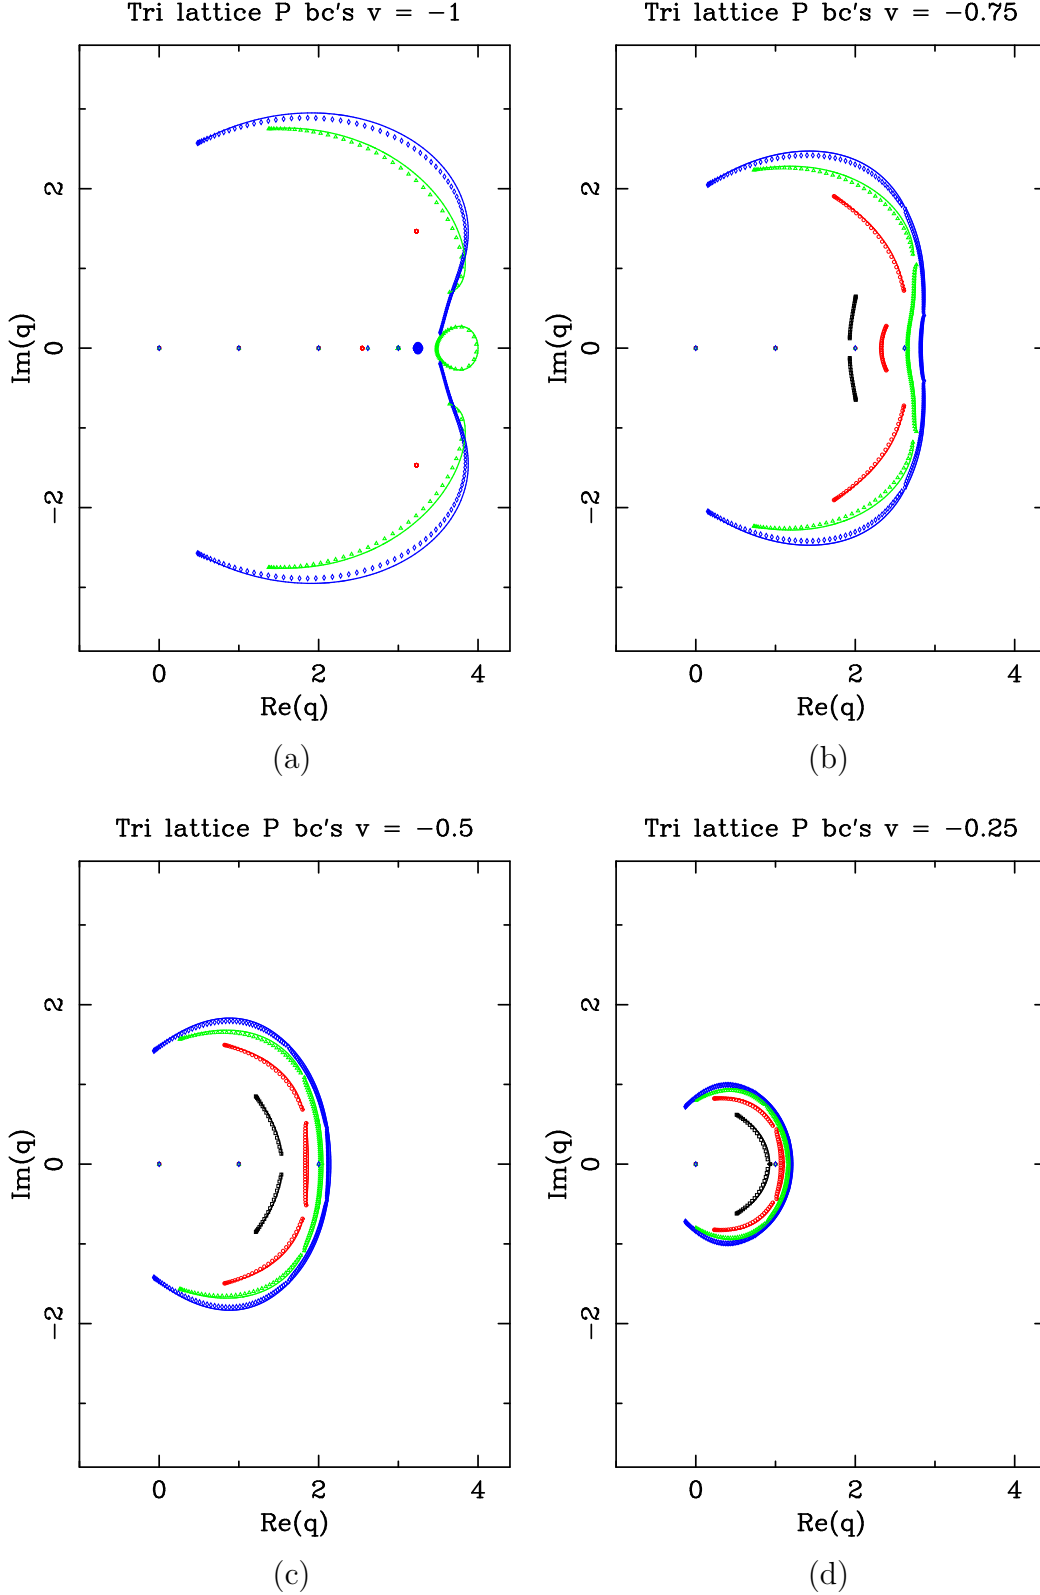 Tri lattice P bc's v = −1
Tri lattice P bc's v = −0.75
Im(q)
2
0
−2
0 2 4
Re(q)
(a)
Im(q)
2
0
−2
0 2 4
Re(q)
(b)
Tri lattice P bc's v = −0.5
Tri lattice P bc's v = −0.25
Im(q)
2
0
−2
0 2 4
Re(q)
(c)
Im(q)
2
0
−2
0 2 4
Re(q)
(d)